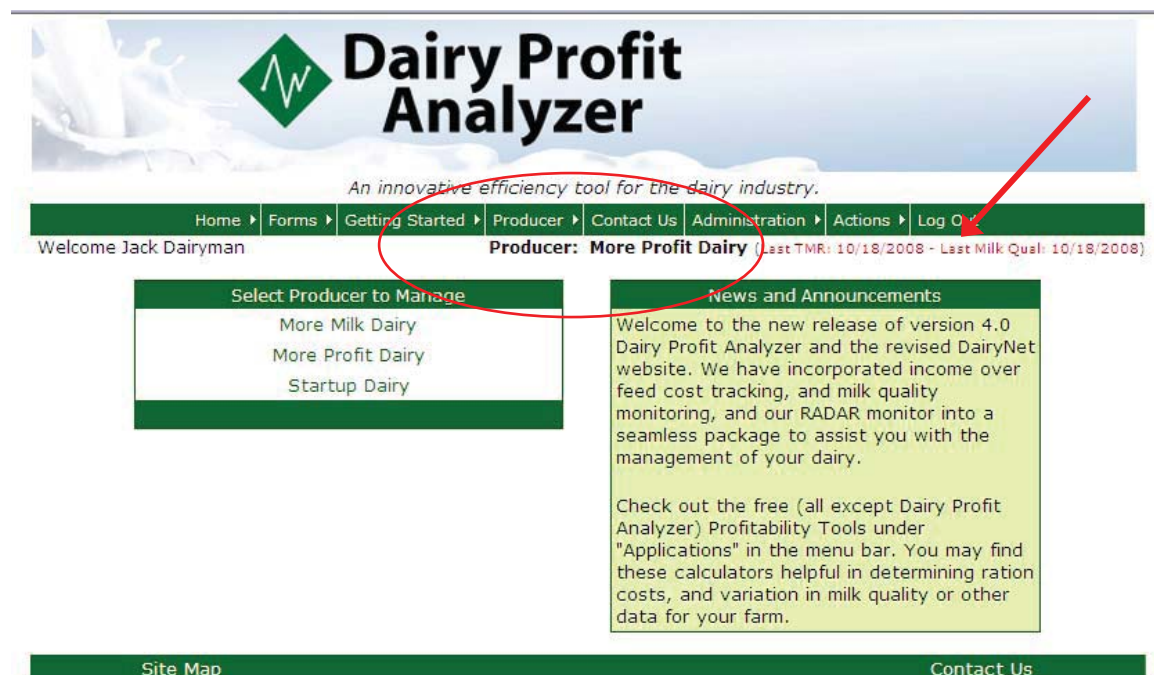 Dairy Profit
Analyzer
An innovative efficiency tool for the dairy industry.
Home Forms Getting Started Producer Contact Us Administration Actions Log Out
Welcome Jack Dairyman Producer: More Profit Dairy (Last TMR: 10/18/2008 - Last Milk Qual: 10/18/2008)
Select Producer to Manage
More Milk Dairy
More Profit Dairy
Startup Dairy
News and Announcements
Welcome to the new release of version 4.0
Dairy Profit Analyzer and the revised DairyNet
website. We have incorporated income over
feed cost tracking, and milk quality
monitoring, and our RADAR monitor into a
seamless package to assist you with the
management of your dairy.
Check out the free (all except Dairy Profit
Analyzer) Profitability Tools under
"Applications" in the menu bar. You may find
these calculators helpful in determining ration
costs, and variation in milk quality or other
data for your farm.
Site Map Contact Us